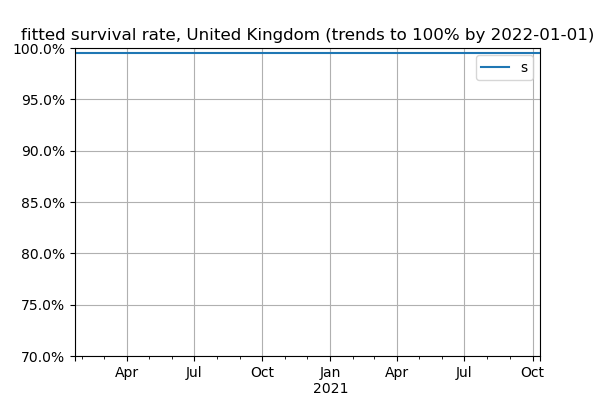 fitted survival rate, United Kingdom (trends to 100% by 2022-01-01)
100.0%
s
95.0%
90.0%
85.0%
80.0%
75.0%
70.0%
Apr Jul Oct Jan Apr Jul Oct
2021